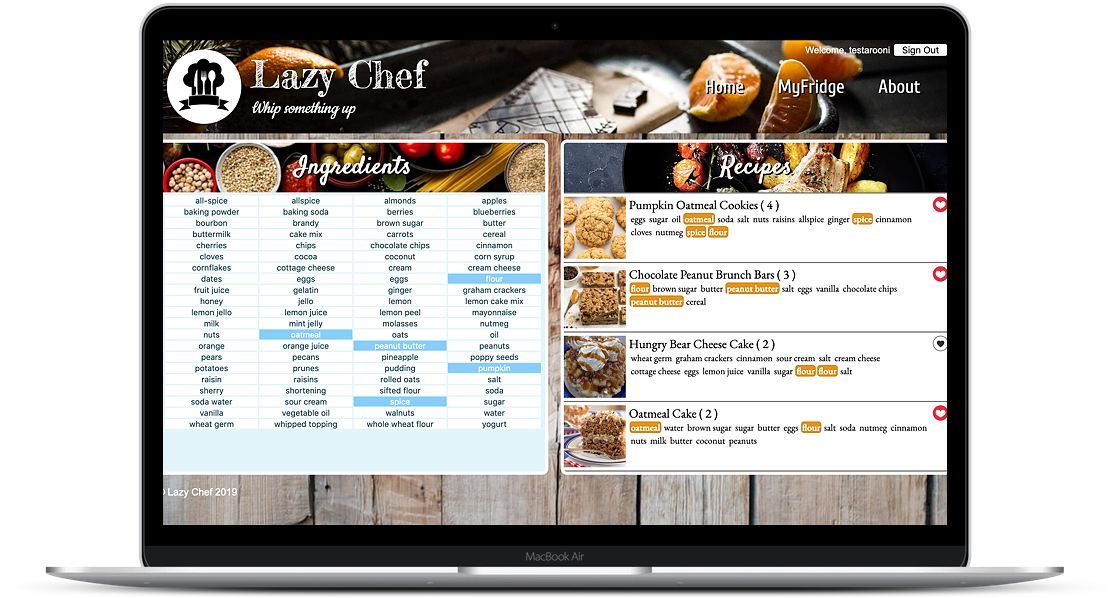 Welcome, testarooni Sign Out
Lazy Chef
Whip something up
Home MyFridge About
Ingredients
all-spice allspice almonds apples
baking powder baking soda berries blueberries
bourbon brandy brown sugar butter
buttermilk cake mix carrots cereal
cherries chips chocolate chips cinnamon
cloves cocoa coconut corn syrup
cornflakes cottage cheese cream cream cheese
dates eggs eggs flour
fruit juice gelatin ginger graham crackers
honey jello lemon lemon cake mix
lemon jello lemon juice lemon peel mayonnaise
milk mint jelly molasses nutmeg
nuts oatmeal oats oil
orange orange juice peanut butter peanuts
pears pecans pineapple poppy seeds
potatoes prunes pudding pumpkin
raisin raisins rolled oats salt
sherry shortening sifted flour soda
soda water sour cream spice sugar
vanilla vegetable oil walnuts water
wheat germ whipped topping whole wheat flour yogurt
Recipes
Pumpkin Oatmeal Cookies ( 4 )
eggs sugar oil oatmeal soda salt nuts raisins allspice ginger spice cinnamon
cloves nutmeg spice flour
Chocolate Peanut Brunch Bars ( 3 )
flour brown sugar butter peanut butter salt eggs vanilla chocolate chips
peanut butter cereal
Hungry Bear Cheese Cake ( 2 )
wheat germ graham crackers cinnamon sour cream salt cream cheese
cottage cheese eggs lemon juice vanilla sugar flour flour salt
Oatmeal Cake ( 2 )
oatmeal water brown sugar sugar butter eggs flour salt soda nutmeg cinnamon
nuts milk butter coconut peanuts
Lazy Chef 2019
MacBook Air